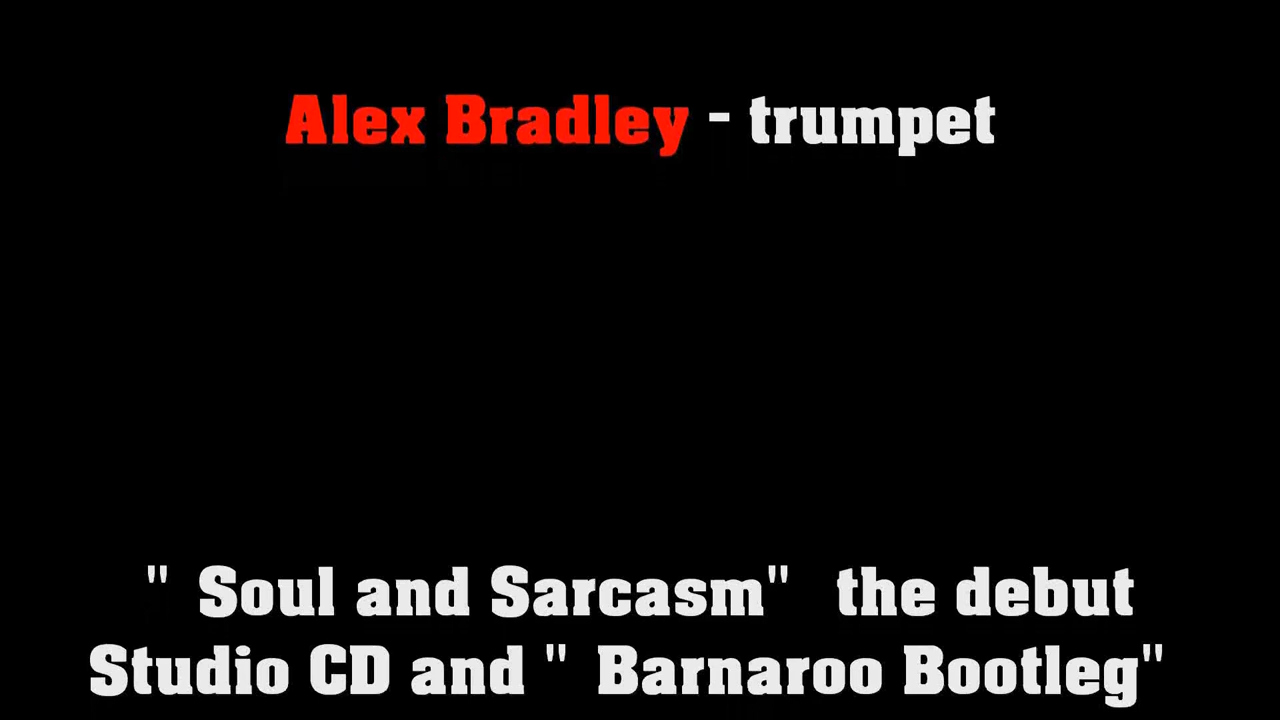 Alex Bradley - trumpet
" Soul and Sarcasm" the debut
Studio CD and " Barnaroo Bootleg"